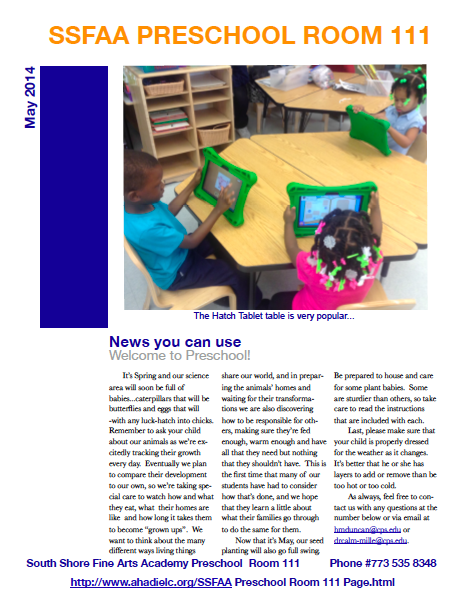 SSFAA PRESCHOOL ROOM 111
May 2014
The Hatch Tablet table is very popular...
News you can use
Welcome to Preschool!
It's Spring and our science
area will soon be full of
babies...caterpillars that will be
butterflies and eggs that will
-with any luck-hatch into chicks.
Remember to ask your child
about our animals as we're ex-
citedly tracking their growth
every day.  Eventually we plan
to compare their development
to our own, so we're taking spe-
cial care to watch how and what
they eat, what  their homes are
like  and how long it takes them
to become "grown ups".  We
want to think about the many
different ways living things
share our world, and in prepar-
ing the animals' homes and
waiting for their transforma-
tions we are also discovering
how to be responsible for oth-
ers, making sure they're fed
enough, warm enough and have
all that they need but nothing
that they shouldn't have.  This is
the first time that many of our
students have had to consider
how that's done, and we hope
that they learn a little about
what their families go through
to do the same for them.
Now that it's May, our seed
planting will also go full swing.
Be prepared to house and care
for some plant babies.  Some
are sturdier than others, so take
care to read the instructions
that are included with each.
Last, please make sure that
your child is properly dressed
for the weather as it changes.
It's better that he or she has
layers to add or remove than be
too hot or too cold.
As always, feel free to con-
tact us with any questions at the
number below or via email at
hmduncan@cps.edu or
drcalm-mille@cps.edu.
South Shore Fine Arts Academy Preschool  Room 111
Phone #773 535 8348
http://www.ahadielc.org/SSFAA Preschool Room 111 Page.html